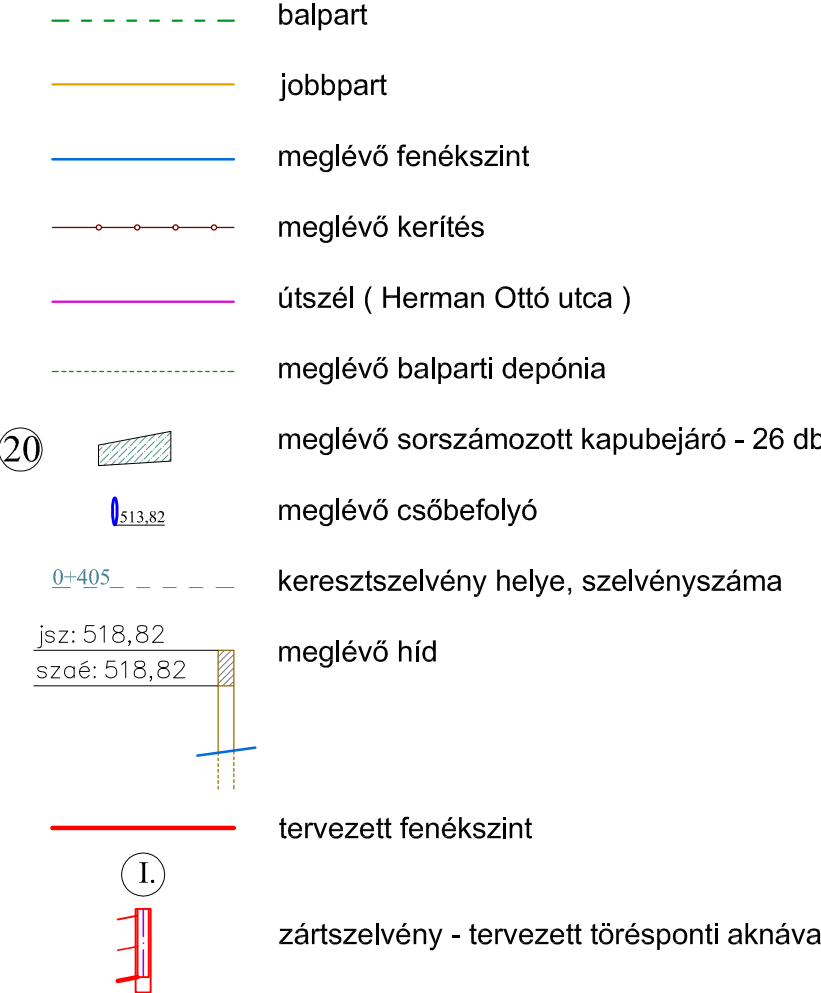 balpart
jobbpart
meglévő fenékszint
meglévő kerítés
útszél ( Herman Ottó utca )
meglévő balparti depónia
20 meglévő sorszámozott kapubejáró - 26 db
513,82 meglévő csőbefolyó
0+405 keresztszelvény helye, szelvényszáma
jsz: 518,82
meglévő híd
szaé: 518,82
tervezett fenékszint
I.
zártszelvény - tervezett törésponti aknáva